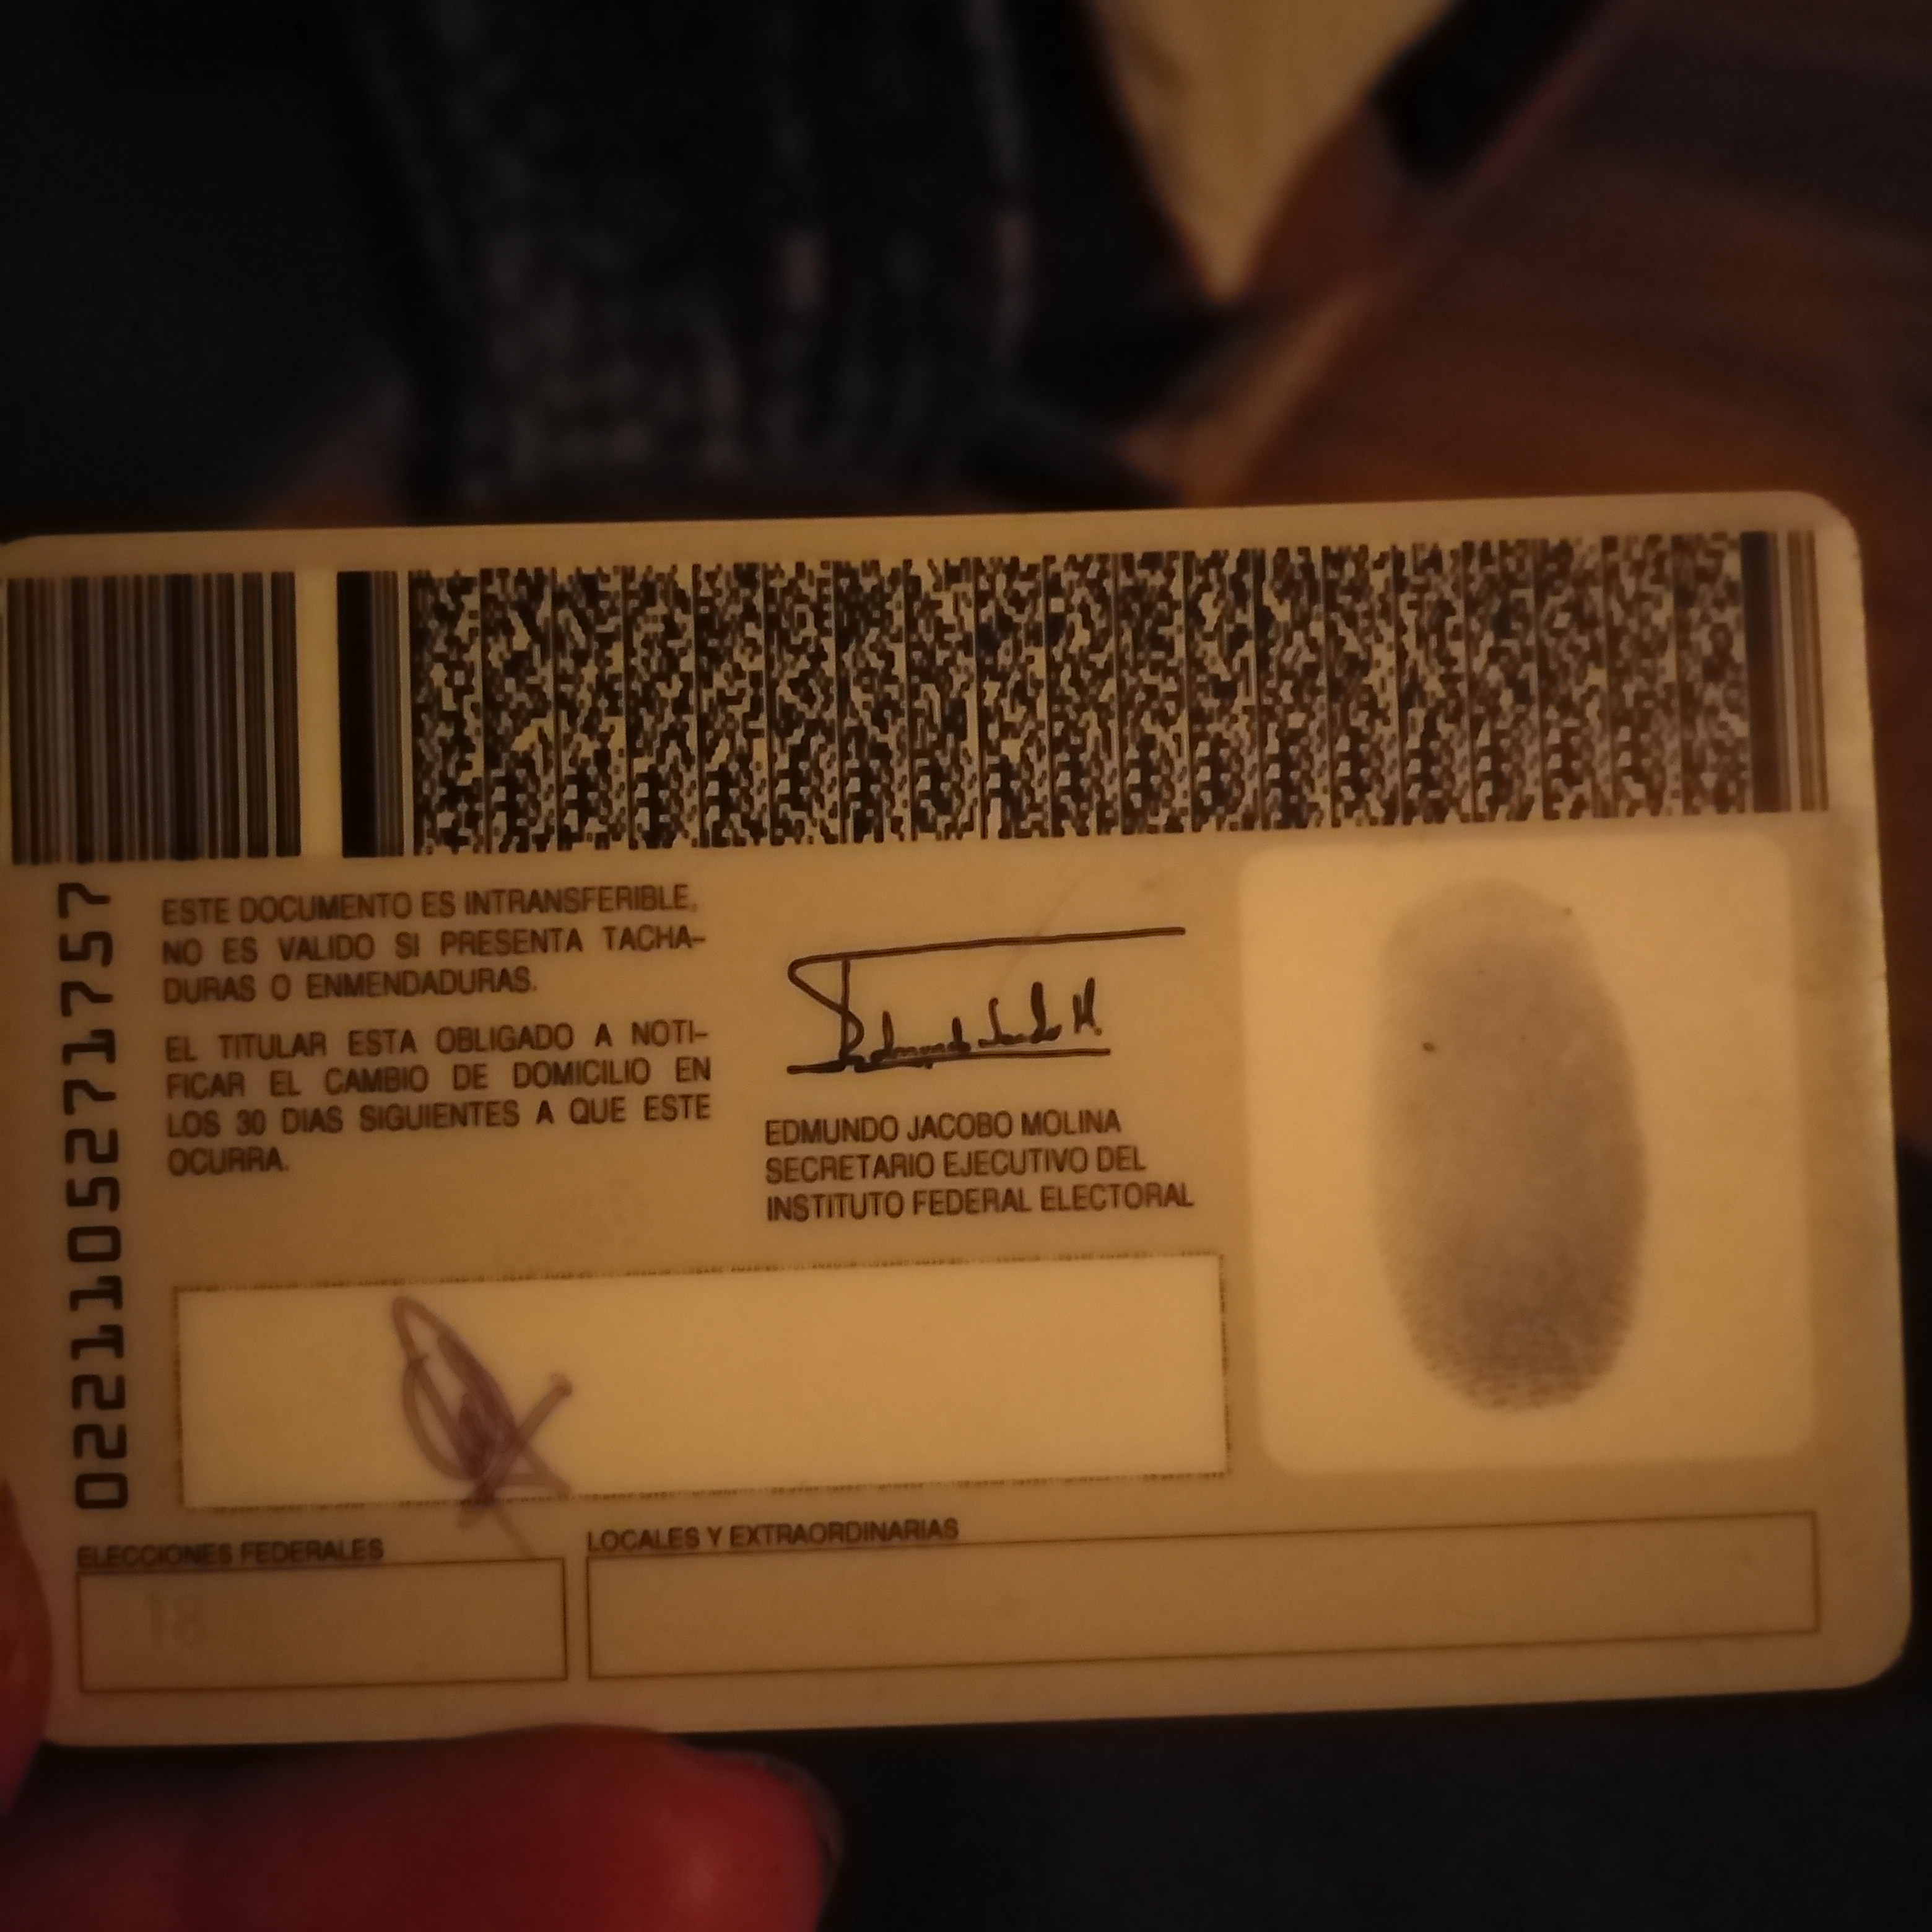 0221105271757
ESTE DOCUMENTO ES INTRANSFERIBLE,
NO ES VALIDO SI PRESENTA TACHA-
DURAS O ENMENDADURAS.
EL TITULAR ESTA OBLIGADO A NOTI-
FICAR EL CAMBIO DE DOMICILIO EN
LOS 30 DIAS SIGUIENTES A QUE ESTE
OCURRA.
EDMUNDO JACOBO MOLINA
SECRETARIO EJECUTIVO DEL
INSTITUTO FEDERAL ELECTORAL
ELECCIONES FEDERALES
LOCALES Y EXTRAORDINARIAS
18